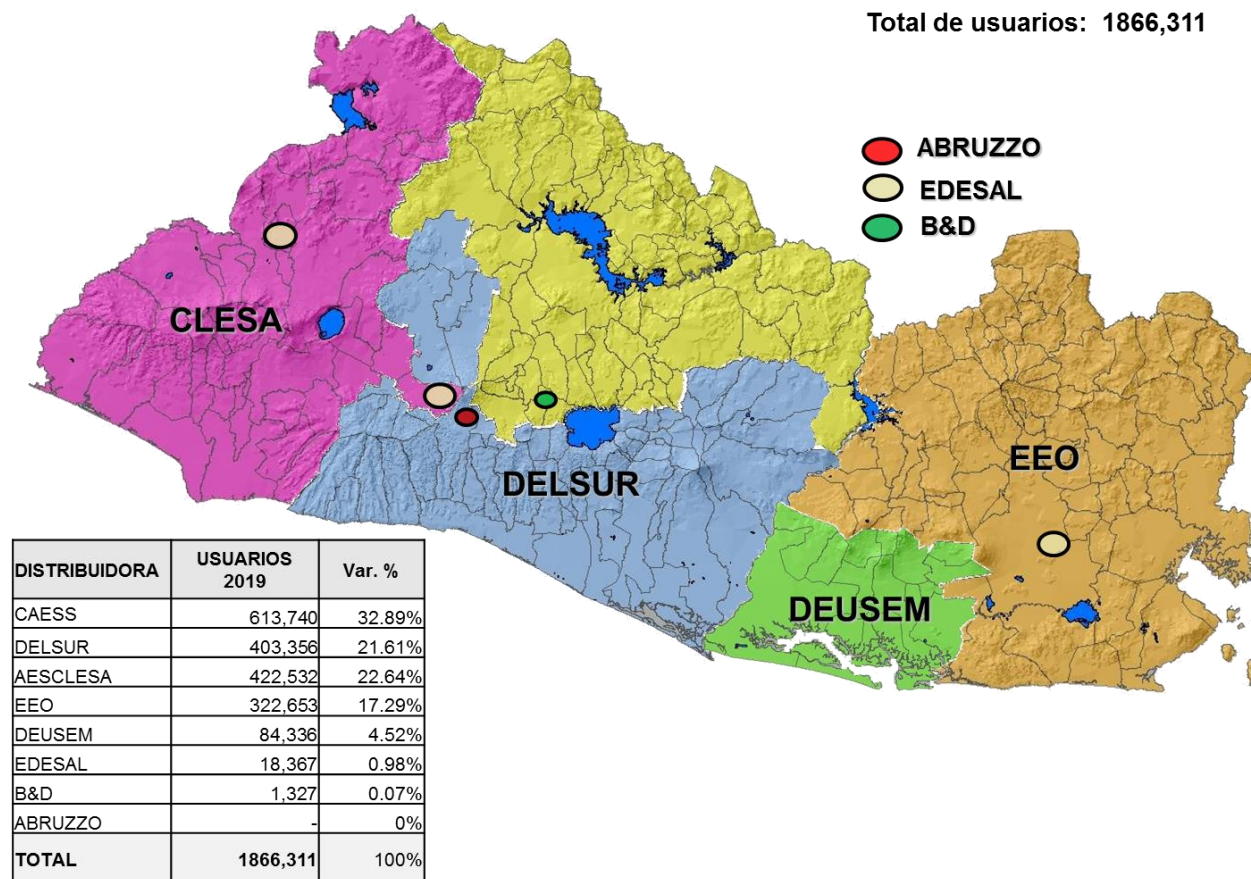 Total de usuarios: 1866,311
ABRUZZO
EDESAL
B&D
CLESA
DELSUR
EEO
DEUSEM
DISTRIBUIDORA USUARIOS 2019 Var. %
CAESS 613,740 32.89%
DELSUR 403,356 21.61%
AESCLESA 422,532 22.64%
EEO 322,653 17.29%
DEUSEM 84,336 4.52%
EDESAL 18,367 0.98%
B&D 1,327 0.07%
ABRUZZO - 0%
TOTAL 1866,311 100%